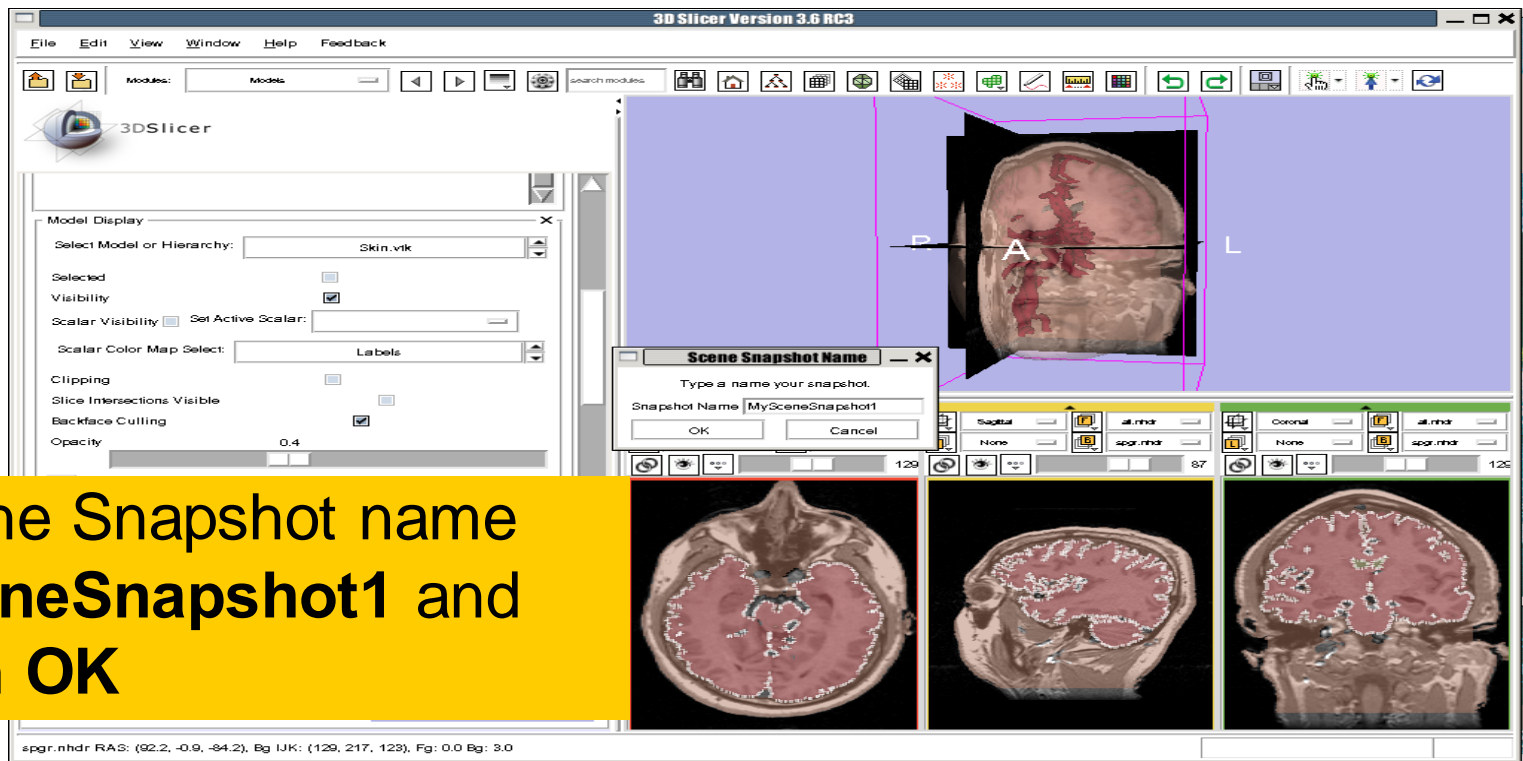 3D Slicer Version 3.6 RC3
File Edit View Window Help Feedback
Modules: Models search modules
3DSlicer
Model Display
Select Model or Hierarchy: Skin.vtk
Selected
Visibility
Scalar Visibility Set Active Scalar:
Scalar Color Map Select: Labels
Clipping
Slice Intersections Visible
Backface Culling
Opacity 0.4
R A L
Scene Snapshot Name
Type a name your snapshot.
Snapshot Name MySceneSnapshot1
OK Cancel
Sagittal F all.nhdr
None B spgr.nhdr
Coronal F all.nhdr
L None B spgr.nhdr
129 87 129
ne Snapshot name
neSnapshot1 and
OK
spgr.nhdr RAS: (92.2, -0.9, -84.2), Bg IJK: (129, 217, 123), Fg: 0.0 Bg: 3.0